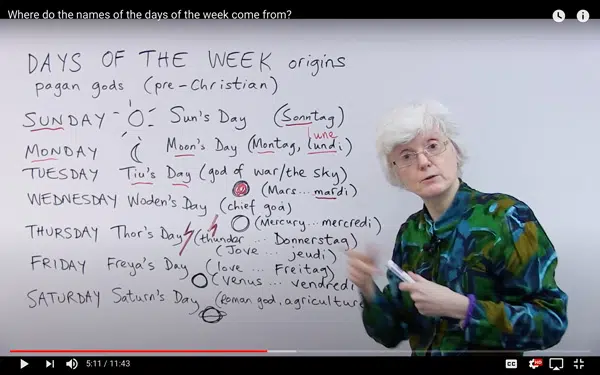 Where do the names of the days of the week come from?
DAYS OF THE WEEK origins
pagan gods (pre-Christian)
SUNDAY Sun's Day (Sonntag)
lune
MONDAY Moon's Day (Montag, lundi)
TUESDAY Tiu's Day (god of war/the sky)
(Mars...mardi)
WEDNESDAY Woden's Day (chief god)
(Mercury...mercredi)
THURSDAY Thor's Day (thunder ... Donnerstag)
(Jove ... jeudi)
FRIDAY Freya's Day (love ... Freitag)
(Venus ... vendredi
SATURDAY Saturn's Day (Roman god, agriculture
5:11 / 11:43
CC
HD